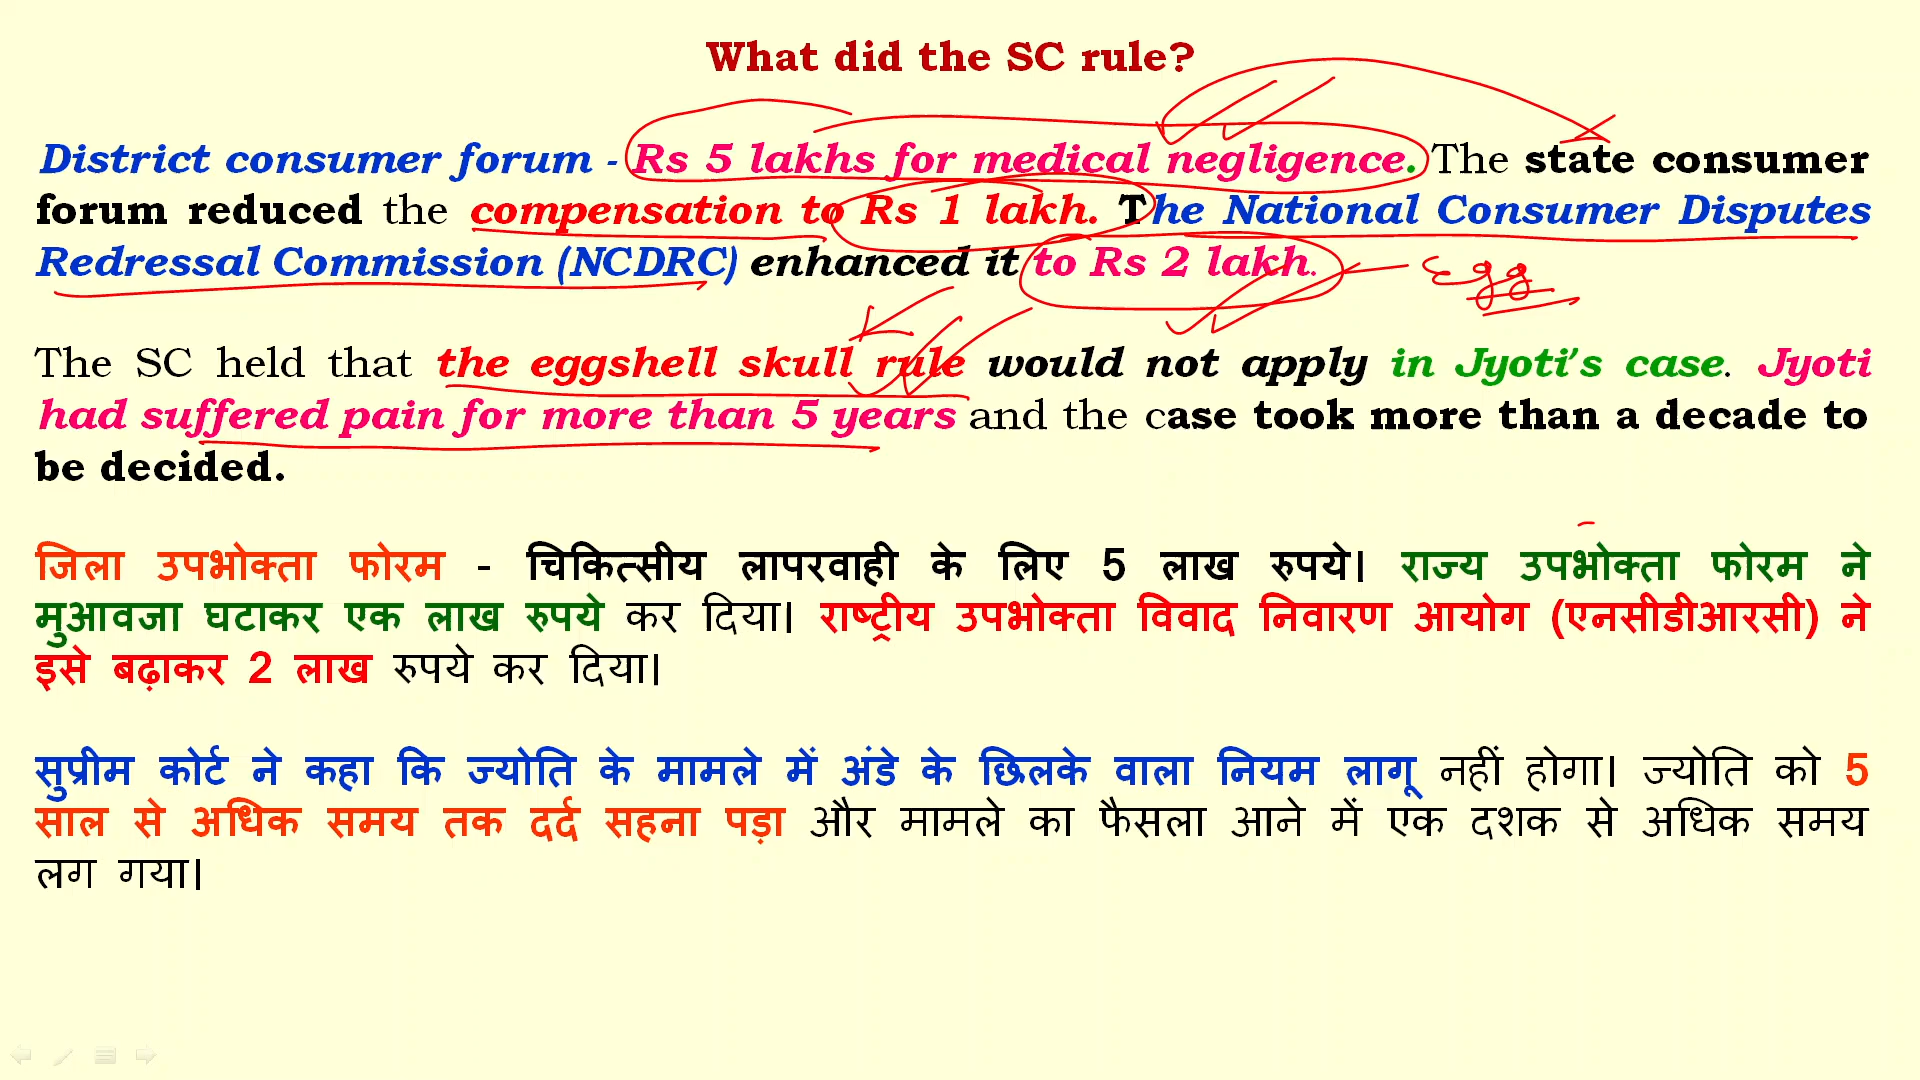 What did the SC rule?
District consumer forum - Rs 5 lakhs for medical negligence. The state consumer
forum reduced the compensation to Rs 1 lakh. The National Consumer Disputes
Redressal Commission (NCDRC) enhanced it to Rs 2 lakh.
Egg
The SC held that the eggshell skull rule would not apply in Jyoti's case. Jyoti
had suffered pain for more than 5 years and the case took more than a decade to
be decided.
जिला उपभोक्ता फोरम - चिकित्सीय लापरवाही के लिए 5 लाख रुपये। राज्य उपभोक्ता फोरम ने
मुआवजा घटाकर एक लाख रुपये कर दिया। राष्ट्रीय उपभोक्ता विवाद निवारण आयोग (एनसीडीआरसी) ने
इसे बढ़ाकर 2 लाख रुपये कर दिया।
सुप्रीम कोर्ट ने कहा कि ज्योति के मामले में अंडे के छिलके वाला नियम लागू नहीं होगा। ज्योति को 5
साल से अधिक समय तक दर्द सहना पड़ा और मामले का फैसला आने में एक दशक से अधिक समय
लग गया।